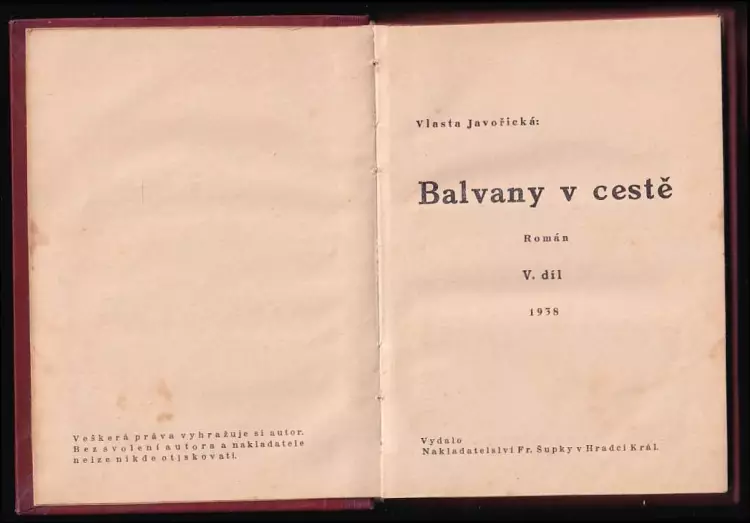 Veškerá práva vyhražuje si autor.
Bez svolení autora a nakladatele
nelze nikde otiskovati.
Vlasta Javořická:
Balvany v cestě
Román
V. díl
1938
Vydalo
Nakladatelství Fr. Šupky v Hradci Král.